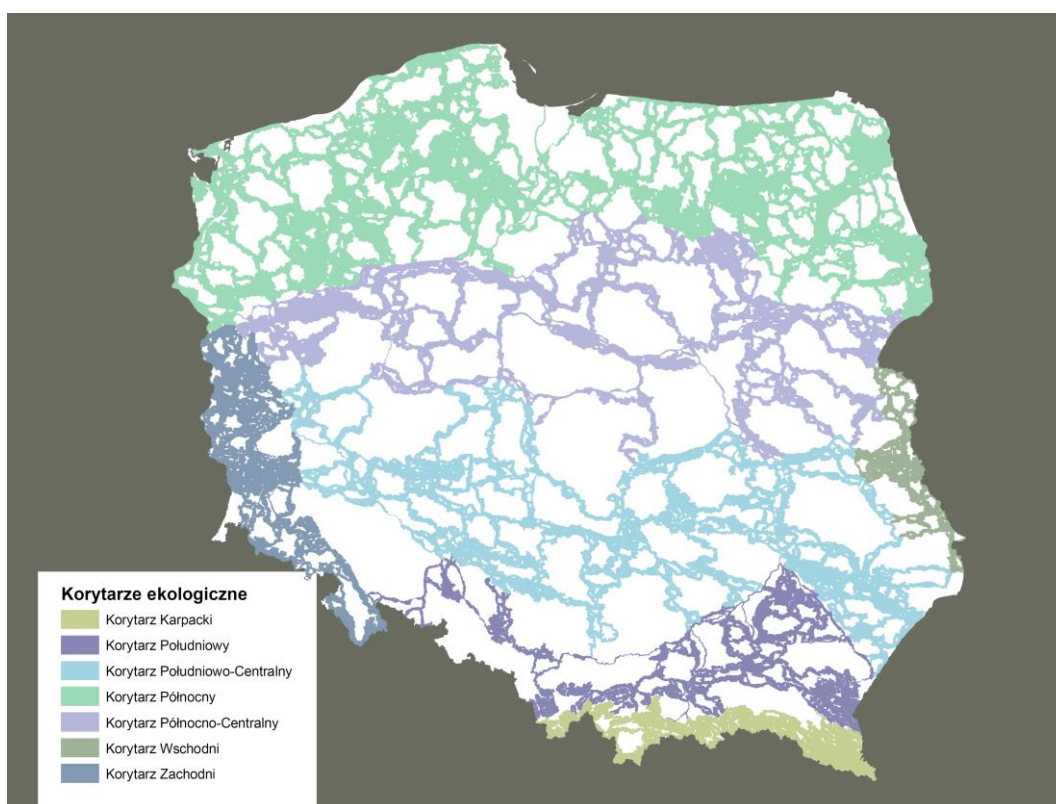 Korytarze ekologiczne
Korytarz Karpacki
Korytarz Południowy
Korytarz Południowo-Centralny
Korytarz Północny
Korytarz Północno-Centralny
Korytarz Wschodni
Korytarz Zachodni